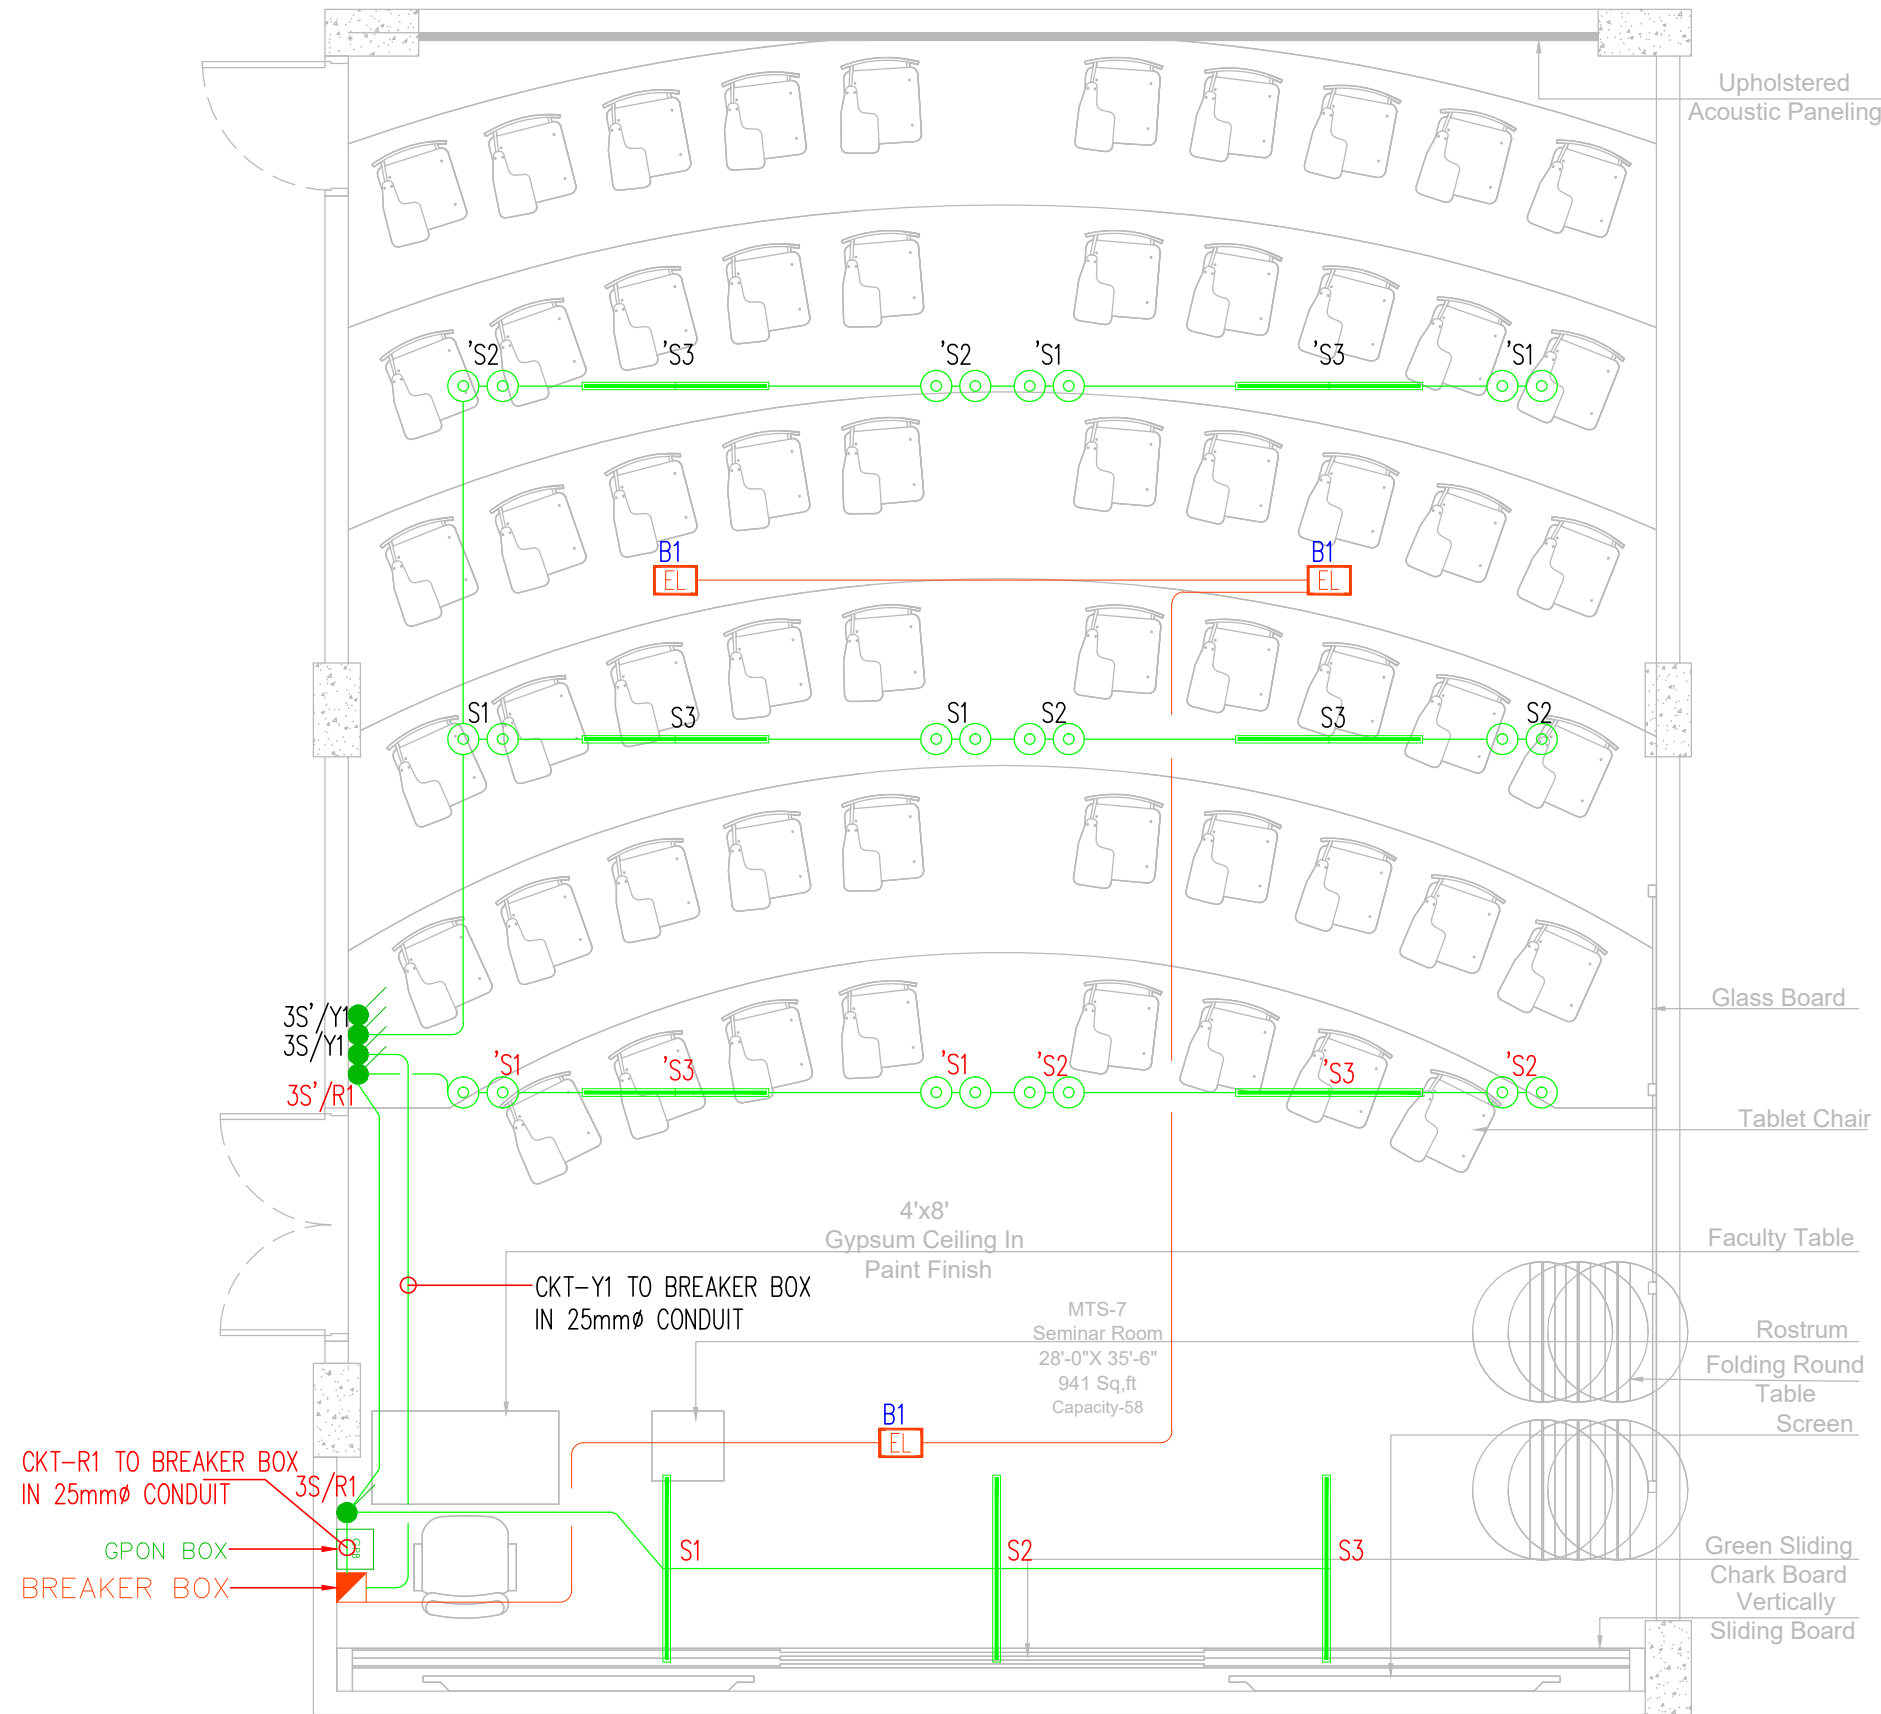 Upholstered
Acoustic Paneling
'S2
'S3
'S2
'S1
'S3
'S1
B1
EL
B1
EL
S1
S3
S1
S2
S3
S2
Glass Board
3S'/Y1
3S/Y1
3S'/R1
'S1
'S3
'S1
'S2
'S3
'S2
Tablet Chair
4'x8'
Gypsum Ceiling In
Paint Finish
Faculty Table
CKT-Y1 TO BREAKER BOX
IN 25mmø CONDUIT
MTS-7
Seminar Room
28'-0"X 35'-6"
941 Sq,ft
Capacity-58
Rostrum
Folding Round
Table
Screen
B1
EL
CKT-R1 TO BREAKER BOX
IN 25mmø CONDUIT
3S/R1
GPON BOX
GPB
BREAKER BOX
S1
S2
S3
Green Sliding
Chark Board
Vertically
Sliding Board